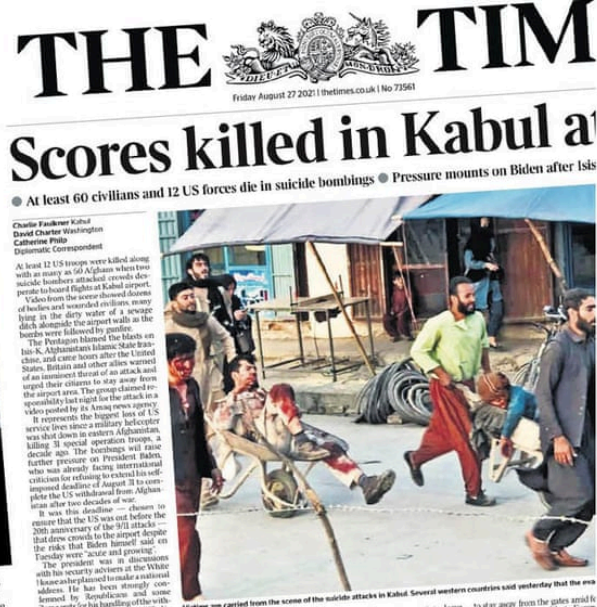 THE TIM
DIEU ET MON DROIT
Friday August 27 2021 | thetimes.co.uk | No 73561
Scores killed in Kabul a
● At least 60 civilians and 12 US forces die in suicide bombings ● Pressure mounts on Biden after Isis
Charlie Faulkner Kabul
David Charter Washington
Catherine Philp
Diplomatic Correspondent
At least 12 US troops were killed along
with as many as 60 Afghans when two
suicide bombers attacked crowds des-
perate to board flights at Kabul airport.
Video from the scene showed dozens
of bodies and wounded civilians, many
lying in the dirty water of a sewage
ditch alongside the airport walls as the
bombs were followed by gunfire.
The Pentagon blamed the blasts on
Isis-K, Afghanistan's Islamic State fran-
chise, and came hours after the United
States, Britain and other allies warned
of an imminent threat of an attack and
urged their citizens to stay away from
the airport area. The group claimed re-
sponsibility last night for the attack in a
video posted by its Amaq news agency.
It represents the biggest loss of US
service lives since a military helicopter
was shot down in eastern Afghanistan,
killing 31 special operation troops, a
decade ago. The bombings will raise
further pressure on President Biden,
who was already facing international
criticism for refusing to extend his self-
imposed deadline of August 31 to com-
plete the US withdrawal from Afghan-
istan after two decades of war.
It was this deadline — chosen to
ensure that the US was out before the
20th anniversary of the 9/11 attacks —
that drew crowds to the airport despite
the risks that Biden himself said on
Tuesday were "acute and growing".
The president was in discussions
with his security advisers at the White
House as he planned to make a national
address. He has been strongly con-
demned by Republicans and some
for his handling of the with-
are carried from the scene of the suicide attacks in Kabul. Several western countries said yesterday that the eva
to stay away from the gates amid fe